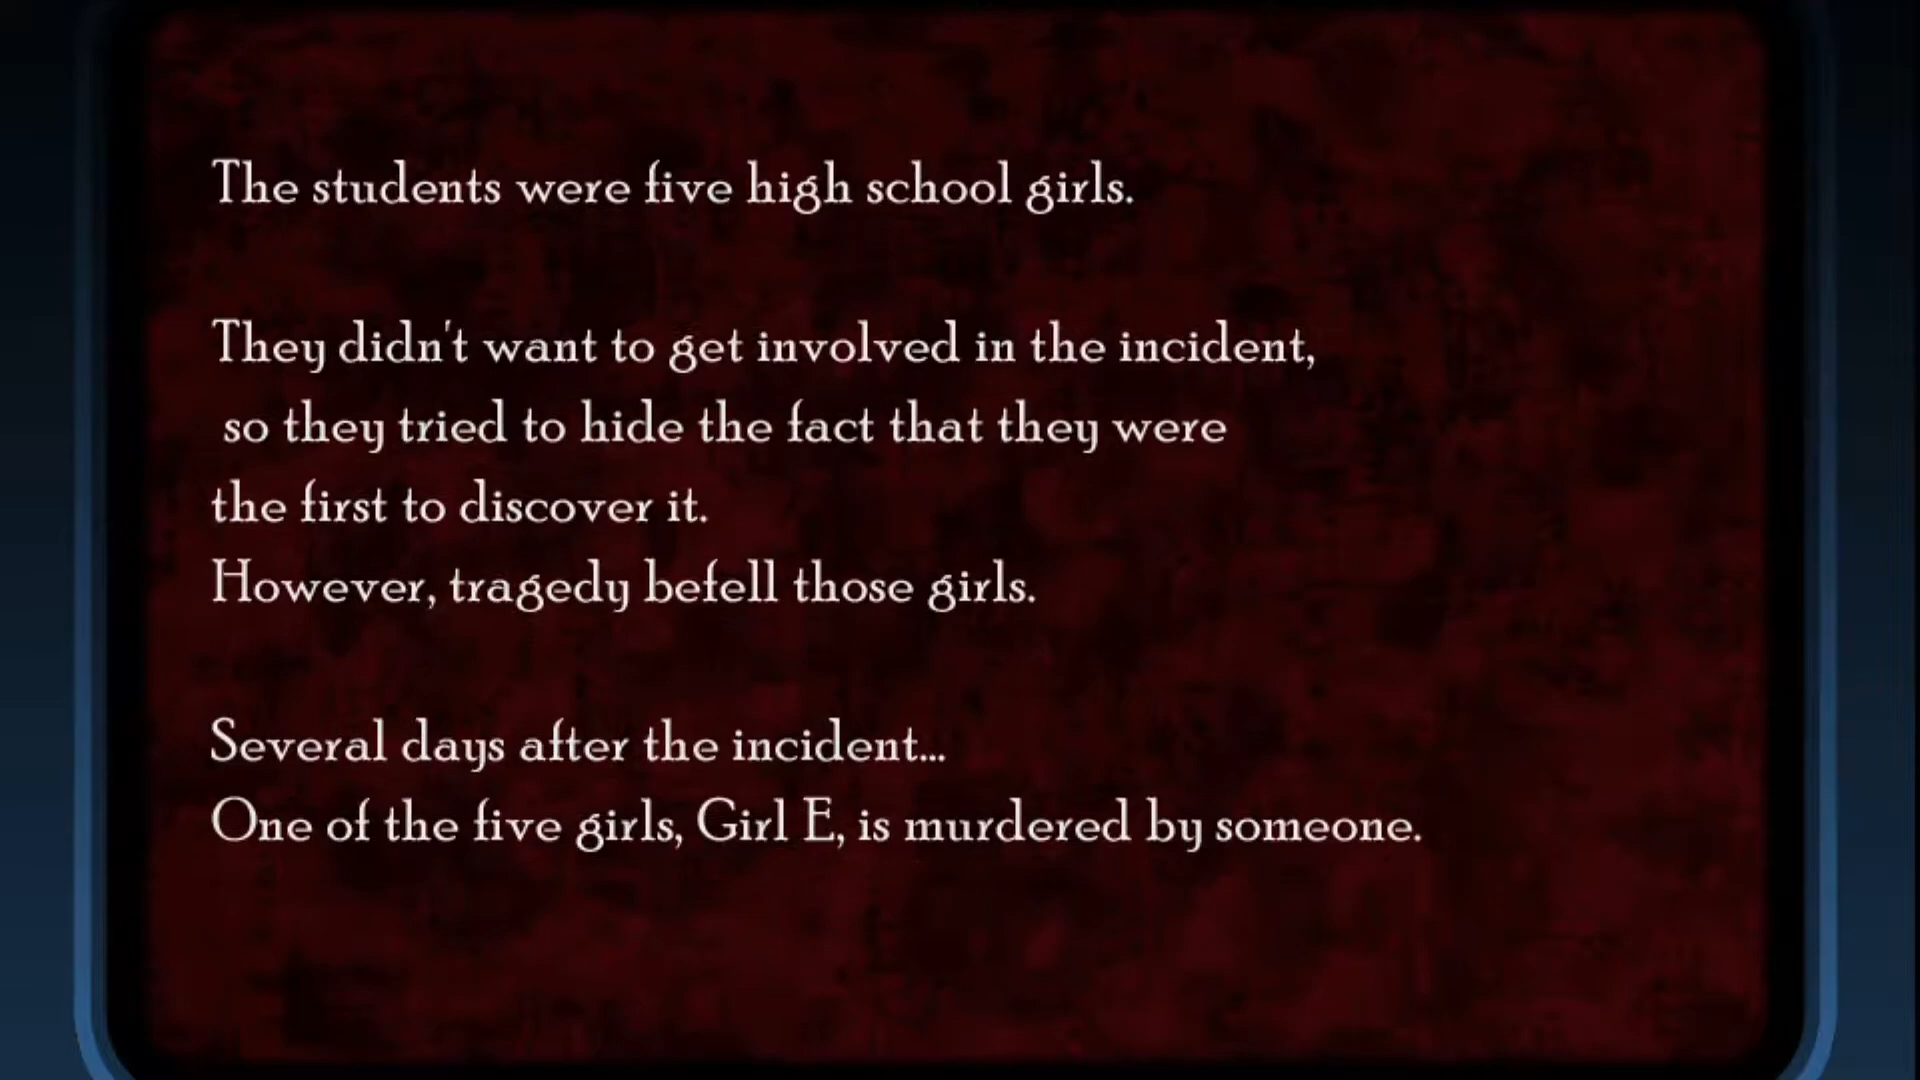 The students were five high school girls.
They didn't want to get involved in the incident,
so they tried to hide the fact that they were
the first to discover it.
However, tragedy befell those girls.
Several days after the incident...
One of the five girls, Girl E, is murdered by someone.